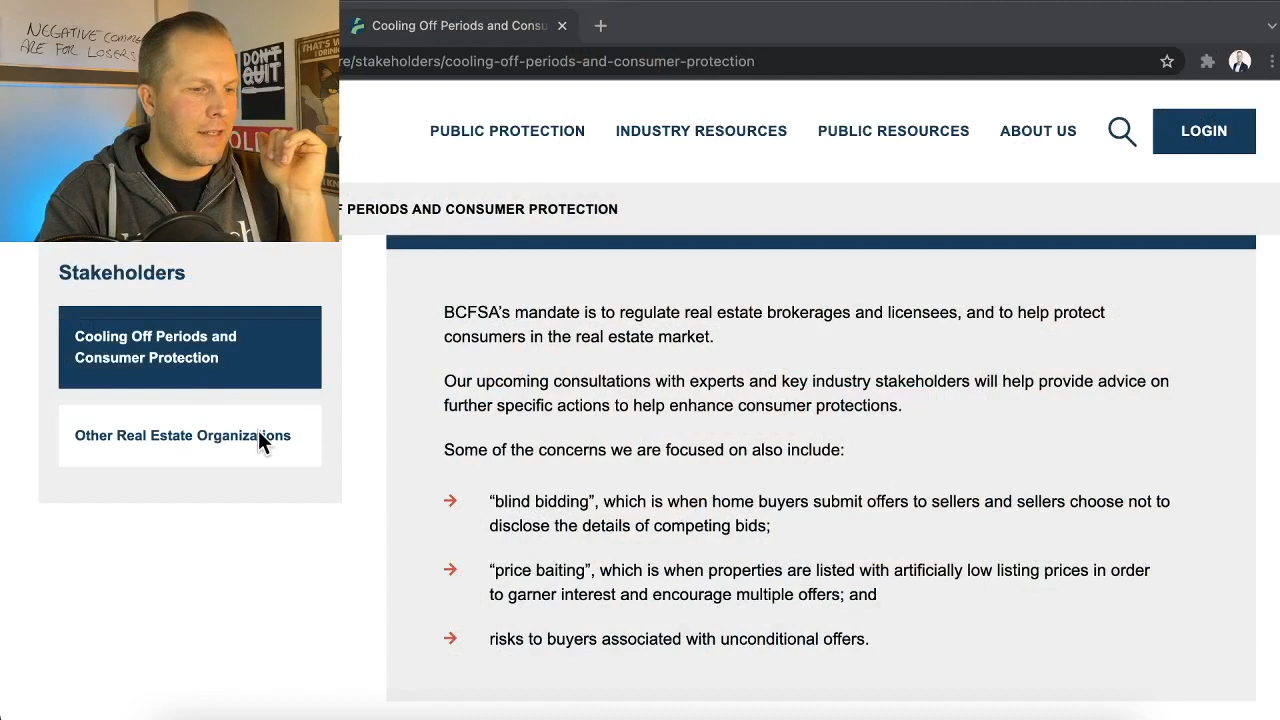 NEGATIVE
ARE FOR LOSERS
DON'T
QUIT
THAT'S W
I DRIN
Cooling Off Periods and Consu
re/stakeholders/cooling-off-periods-and-consumer-protection
PUBLIC PROTECTION
INDUSTRY RESOURCES
PUBLIC RESOURCES
ABOUT US
LOGIN
PERIODS AND CONSUMER PROTECTION
Stakeholders
Cooling Off Periods and
Consumer Protection
Other Real Estate Organizations
BCFSA’s mandate is to regulate real estate brokerages and licensees, and to help protect
consumers in the real estate market.
Our upcoming consultations with experts and key industry stakeholders will help provide advice on
further specific actions to help enhance consumer protections.
Some of the concerns we are focused on also include:
“blind bidding”, which is when home buyers submit offers to sellers and sellers choose not to
disclose the details of competing bids;
“price baiting”, which is when properties are listed with artificially low listing prices in order
to garner interest and encourage multiple offers; and
risks to buyers associated with unconditional offers.